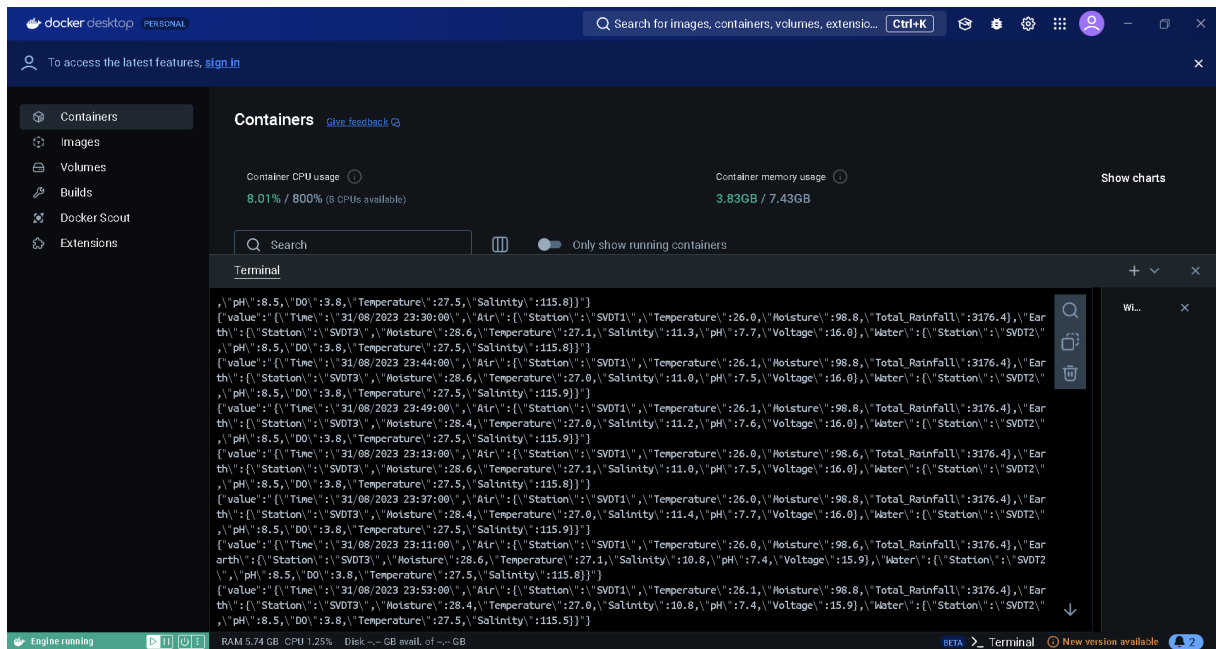 docker desktop PERSONAL
Search for images, containers, volumes, extensio... Ctrl+K
To access the latest features, sign in
Containers
Images
Volumes
Builds
Docker Scout
Extensions
Containers Give feedback
Container CPU usage
8.01% / 800% (8 CPUs available)
Container memory usage
3.83GB / 7.43GB
Show charts
Search
Only show running containers
Terminal
Wi...
,\"pH\":8.5,\"DO\":3.8,\"Temperature\":27.5,\"Salinity\":115.8}}"}
{"value":"{\"Time\":\"31/08/2023 23:30:00\",\"Air\":{\"Station\":\"SVDT1\",\"Temperature\":26.0,\"Moisture\":98.8,\"Total_Rainfall\":3176.4},\"Ear
th\":{\"Station\":\"SVDT3\",\"Moisture\":28.6,\"Temperature\":27.1,\"Salinity\":11.3,\"pH\":7.7,\"Voltage\":16.0},\"Water\":{\"Station\":\"SVDT2\"
,\"pH\":8.5,\"DO\":3.8,\"Temperature\":27.5,\"Salinity\":115.8}}"}
{"value":"{\"Time\":\"31/08/2023 23:44:00\",\"Air\":{\"Station\":\"SVDT1\",\"Temperature\":26.1,\"Moisture\":98.8,\"Total_Rainfall\":3176.4},\"Ear
th\":{\"Station\":\"SVDT3\",\"Moisture\":28.6,\"Temperature\":27.0,\"Salinity\":11.0,\"pH\":7.5,\"Voltage\":16.0},\"Water\":{\"Station\":\"SVDT2\"
,\"pH\":8.5,\"DO\":3.8,\"Temperature\":27.5,\"Salinity\":115.9}}"}
{"value":"{\"Time\":\"31/08/2023 23:49:00\",\"Air\":{\"Station\":\"SVDT1\",\"Temperature\":26.1,\"Moisture\":98.8,\"Total_Rainfall\":3176.4},\"Ear
th\":{\"Station\":\"SVDT3\",\"Moisture\":28.4,\"Temperature\":27.0,\"Salinity\":11.2,\"pH\":7.6,\"Voltage\":16.0},\"Water\":{\"Station\":\"SVDT2\"
,\"pH\":8.5,\"DO\":3.8,\"Temperature\":27.5,\"Salinity\":115.9}}"}
{"value":"{\"Time\":\"31/08/2023 23:13:00\",\"Air\":{\"Station\":\"SVDT1\",\"Temperature\":26.0,\"Moisture\":98.6,\"Total_Rainfall\":3176.4},\"Ear
th\":{\"Station\":\"SVDT3\",\"Moisture\":28.6,\"Temperature\":27.1,\"Salinity\":11.0,\"pH\":7.5,\"Voltage\":16.0},\"Water\":{\"Station\":\"SVDT2\"
,\"pH\":8.5,\"DO\":3.8,\"Temperature\":27.5,\"Salinity\":115.8}}"}
{"value":"{\"Time\":\"31/08/2023 23:37:00\",\"Air\":{\"Station\":\"SVDT1\",\"Temperature\":26.0,\"Moisture\":98.8,\"Total_Rainfall\":3176.4},\"Ear
th\":{\"Station\":\"SVDT3\",\"Moisture\":28.4,\"Temperature\":27.0,\"Salinity\":11.4,\"pH\":7.7,\"Voltage\":16.0},\"Water\":{\"Station\":\"SVDT2\"
,\"pH\":8.5,\"DO\":3.8,\"Temperature\":27.5,\"Salinity\":115.9}}"}
{"value":"{\"Time\":\"31/08/2023 23:11:00\",\"Air\":{\"Station\":\"SVDT1\",\"Temperature\":26.0,\"Moisture\":98.6,\"Total_Rainfall\":3176.4},\"Ear
arth\":{\"Station\":\"SVDT3\",\"Moisture\":28.6,\"Temperature\":27.1,\"Salinity\":10.8,\"pH\":7.4,\"Voltage\":15.9},\"Water\":{\"Station\":\"SVDT2
\",\"pH\":8.5,\"DO\":3.8,\"Temperature\":27.5,\"Salinity\":115.8}}"}
{"value":"{\"Time\":\"31/08/2023 23:53:00\",\"Air\":{\"Station\":\"SVDT1\",\"Temperature\":26.1,\"Moisture\":98.8,\"Total_Rainfall\":3176.4},\"Ear
th\":{\"Station\":\"SVDT3\",\"Moisture\":28.4,\"Temperature\":27.0,\"Salinity\":10.8,\"pH\":7.4,\"Voltage\":15.9},\"Water\":{\"Station\":\"SVDT2\"
,\"pH\":8.5,\"DO\":3.8,\"Temperature\":27.5,\"Salinity\":115.5}}"}
Engine running RAM 5.74 GB CPU 1.25% Disk --.-- GB avail. of --.-- GB BETA >_ Terminal New version available 2